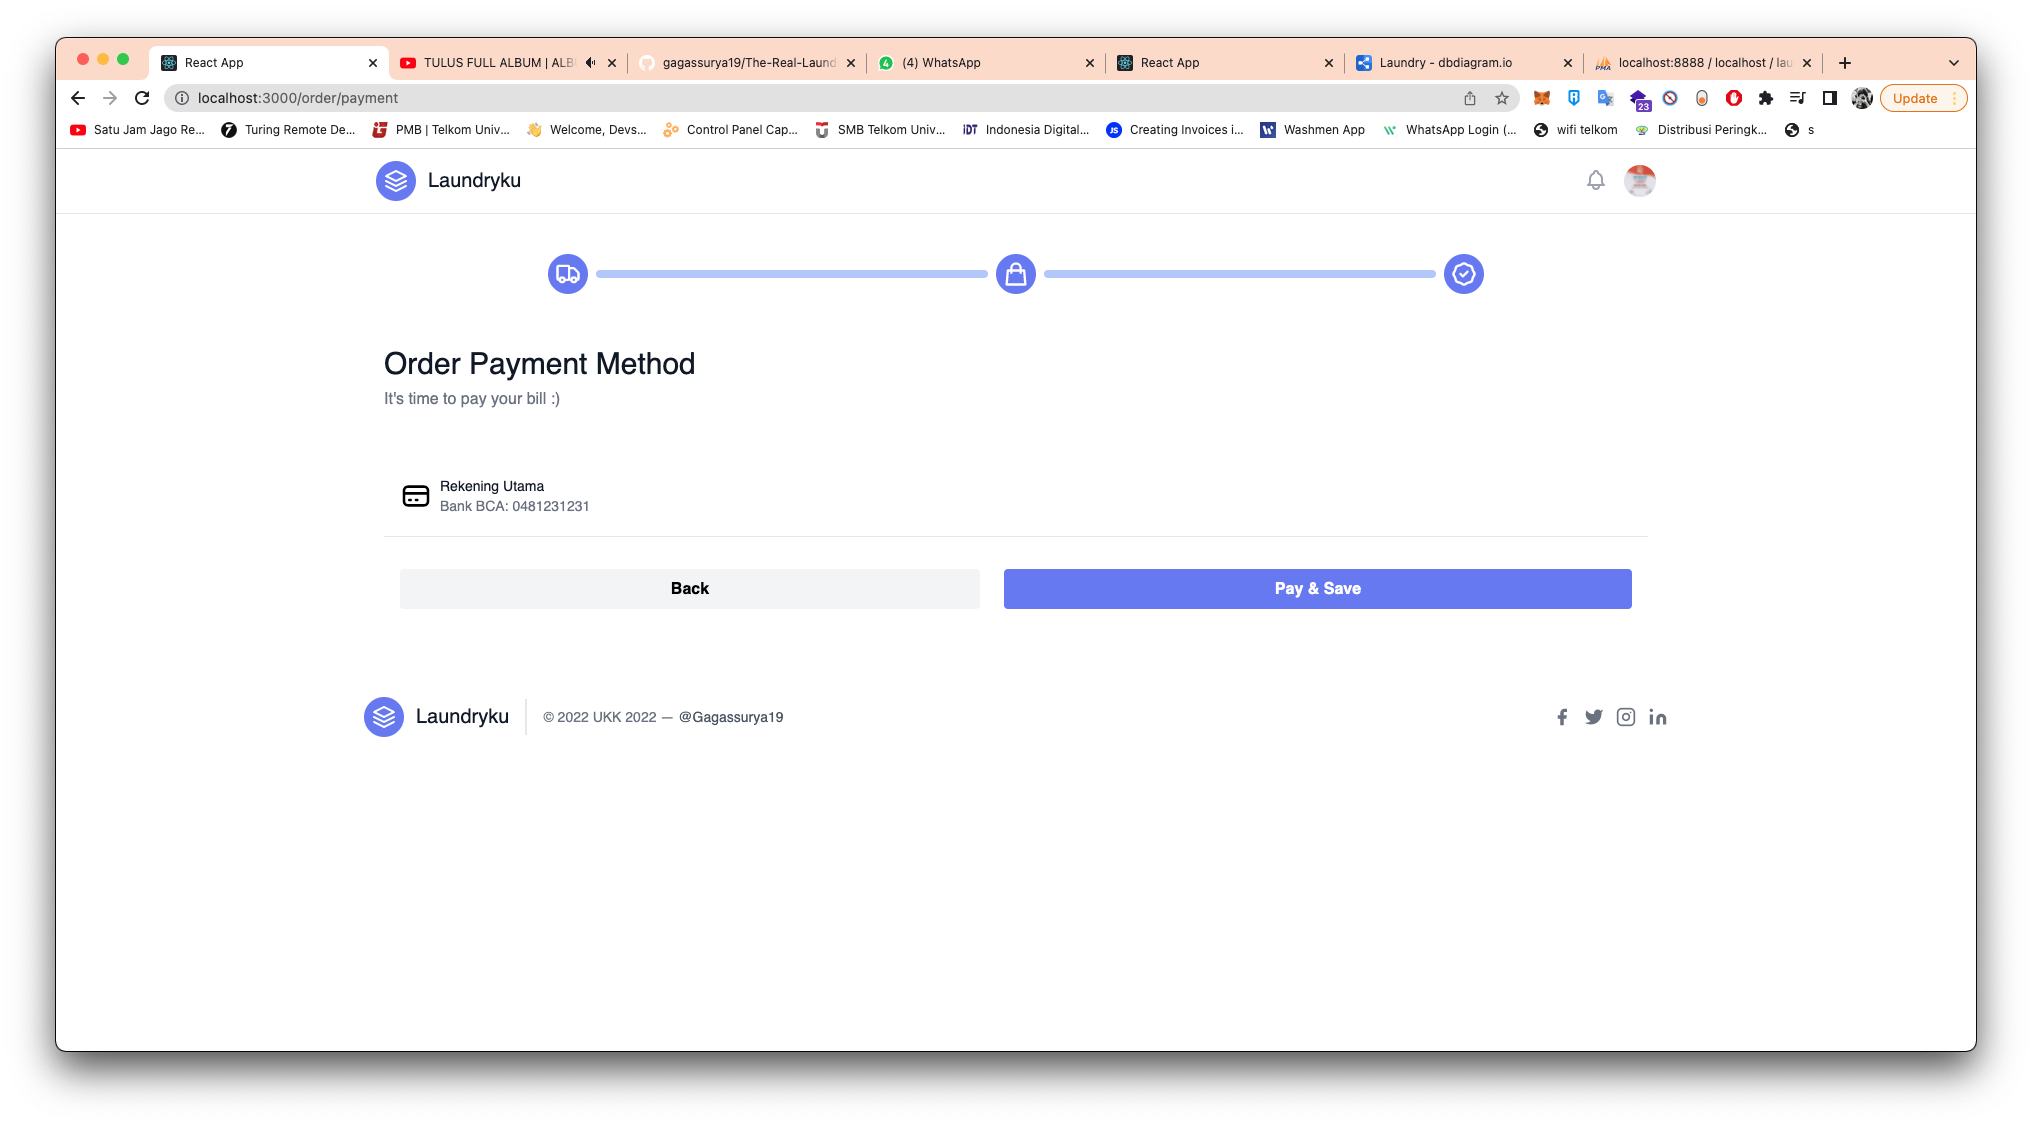 React App
TULUS FULL ALBUM | ALB
gagassurya19/The-Real-Laund
(4) WhatsApp
React App
Laundry - dbdiagram.io
localhost:8888 / localhost / lau
localhost:3000/order/payment
23
Update
Satu Jam Jago Re...
Turing Remote De...
PMB | Telkom Univ...
Welcome, Devs...
Control Panel Cap...
SMB Telkom Univ...
IDT
Indonesia Digital...
JS
Creating Invoices i...
Washmen App
WhatsApp Login (...
wifi telkom
Distribusi Peringk...
s
Laundryku
Order Payment Method
It's time to pay your bill :)
Rekening Utama
Bank BCA: 0481231231
Back
Pay & Save
Laundryku
© 2022 UKK 2022 — @Gagassurya19